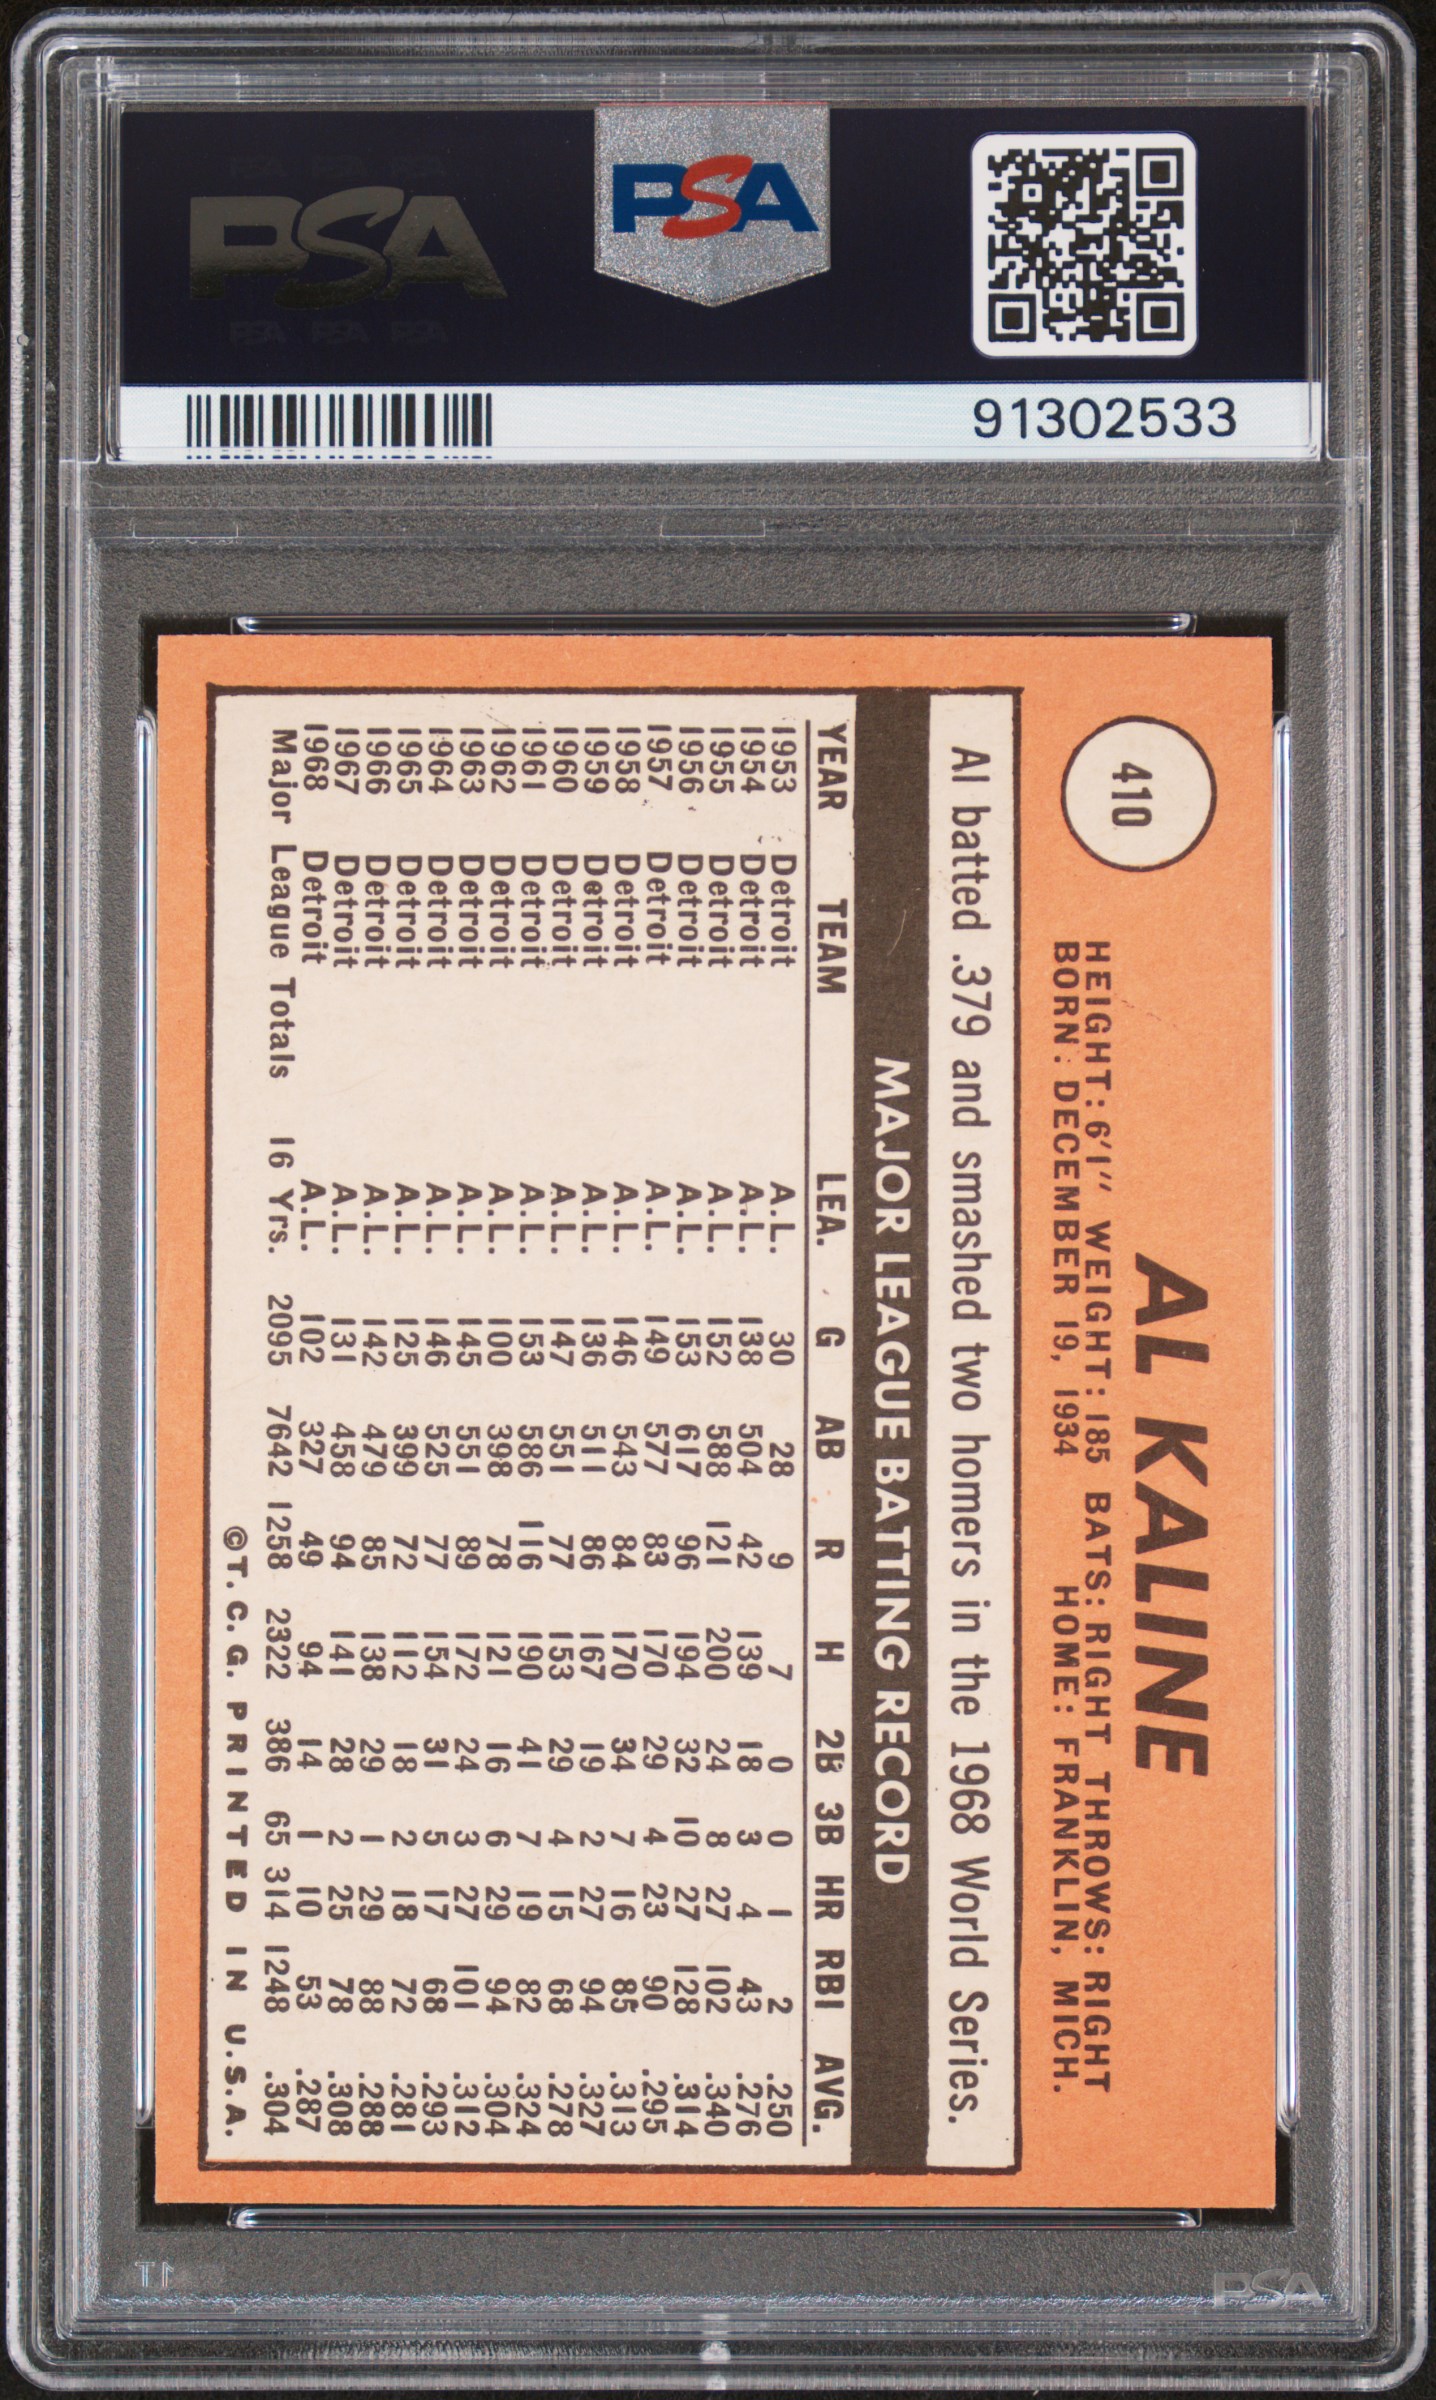 PSA
PSA
PSA PSA PSA
91302533
410
AL KALINE
HEIGHT: 6'1" WEIGHT: 185 BATS: RIGHT THROWS: RIGHT
BORN: DECEMBER 19, 1934 HOME: FRANKLIN, MICH.
Al batted .379 and smashed two homers in the 1968 World Series.
MAJOR LEAGUE BATTING RECORD
YEAR TEAM LEA. G AB R H 2B 3B HR RBI AVG.
1953 Detroit A.L. 30 28 9 7 0 0 1 2 .250
1954 Detroit A.L. 138 504 42 139 18 3 4 43 .276
1955 Detroit A.L. 152 588 121 200 24 8 27 102 .340
1956 Detroit A.L. 153 617 96 194 32 10 27 128 .314
1957 Detroit A.L. 149 577 83 170 29 4 23 90 .295
1958 Detroit A.L. 146 543 84 170 34 7 16 85 .313
1959 Detroit A.L. 136 511 86 167 19 2 27 94 .327
1960 Detroit A.L. 147 551 77 153 29 4 15 68 .278
1961 Detroit A.L. 153 586 116 190 41 7 19 82 .324
1962 Detroit A.L. 100 398 78 121 16 6 29 94 .304
1963 Detroit A.L. 145 551 89 172 24 3 27 101 .312
1964 Detroit A.L. 146 525 77 154 31 5 17 68 .293
1965 Detroit A.L. 125 399 72 112 18 2 18 72 .281
1966 Detroit A.L. 142 479 85 138 29 1 29 88 .288
1967 Detroit A.L. 131 458 94 141 28 2 25 78 .308
1968 Detroit A.L. 102 327 49 94 14 1 10 53 .287
Major League Totals 16 Yrs. 2095 7642 1258 2322 386 65 314 1248 .304
©T.C.G. PRINTED IN U.S.A.
PSA